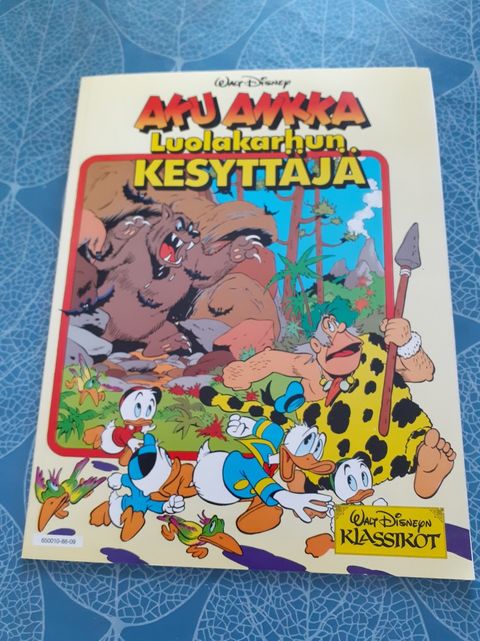 Walt Disney
AKU ANKKA
Luolakarhun
KESYTTÄJÄ
Walt Disneyn
KLASSIKOT
650010-86-09